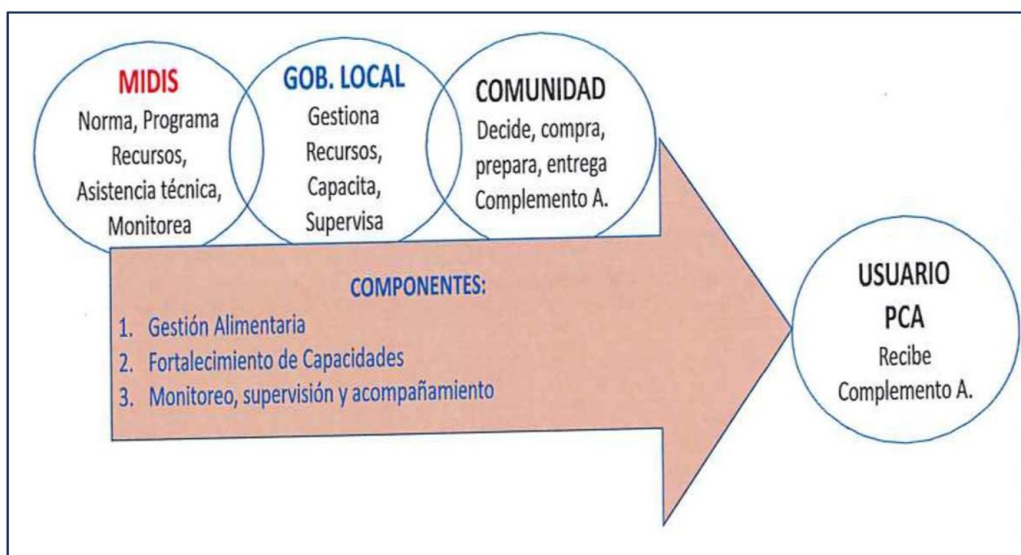 MIDIS
Norma, Programa
Recursos,
Asistencia técnica,
Monitorea
GOB. LOCAL
Gestiona
Recursos,
Capacita,
Supervisa
COMUNIDAD
Decide, compra,
prepara, entrega
Complemento A.
COMPONENTES:
1. Gestión Alimentaria
2. Fortalecimiento de Capacidades
3. Monitoreo, supervisión y acompañamiento
USUARIO
PCA
Recibe
Complemento A.